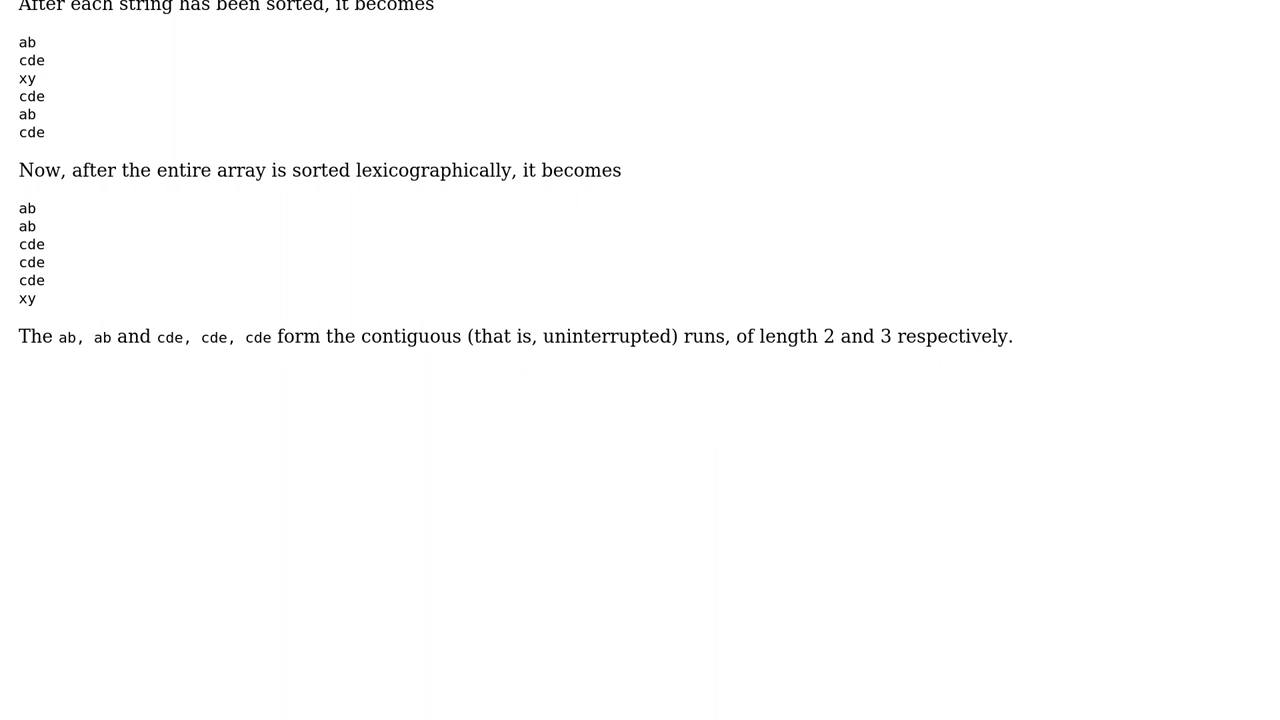 After each string has been sorted, it becomes
ab
cde
xy
cde
ab
cde
Now, after the entire array is sorted lexicographically, it becomes
ab
ab
cde
cde
cde
xy
The ab, ab and cde, cde, cde form the contiguous (that is, uninterrupted) runs, of length 2 and 3 respectively.